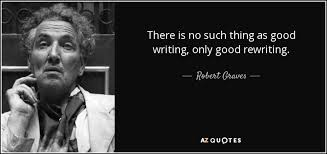 There is no such thing as good
writing, only good rewriting.
— Robert Graves —
AZ QUOTES